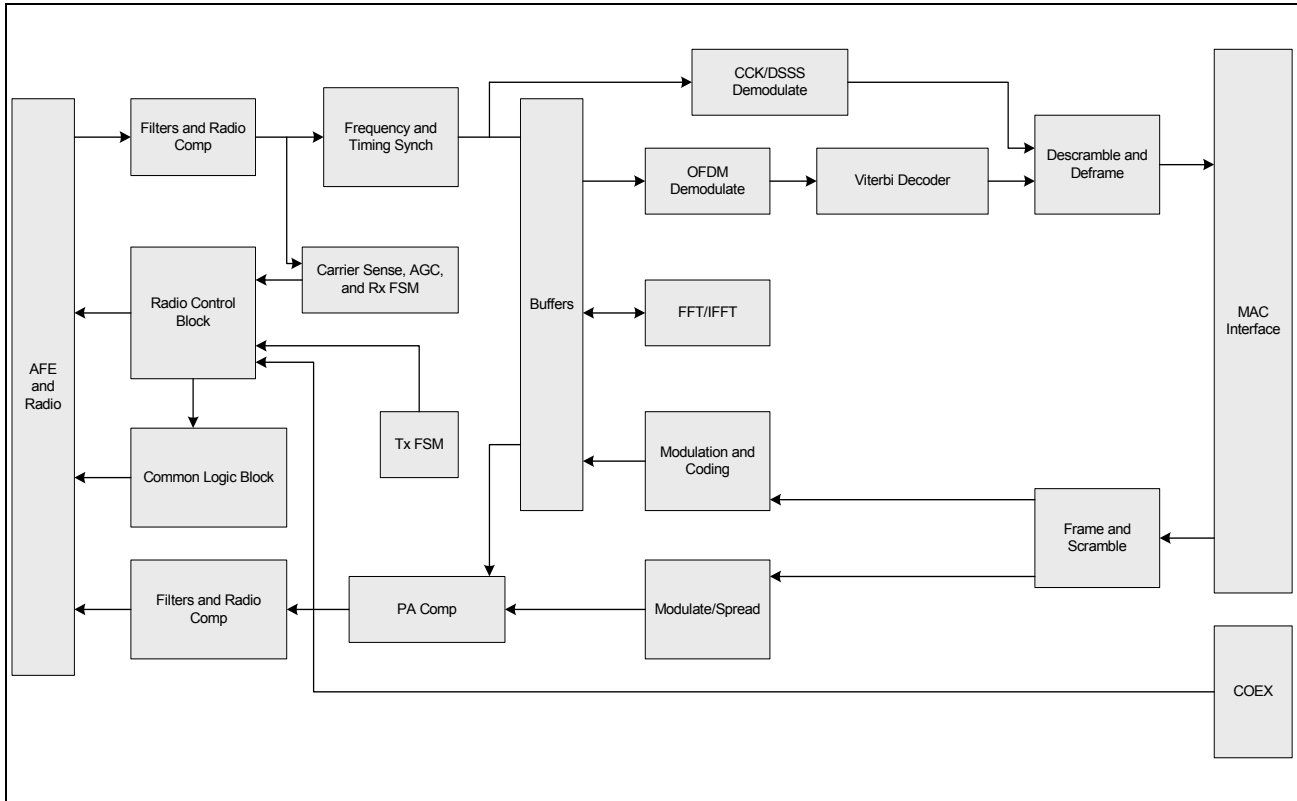 CCK/DSSS
Demodulate
Filters and Radio
Comp
Frequency and
Timing Synch
Descramble and
Deframe
OFDM
Demodulate
Viterbi Decoder
Carrier Sense, AGC,
and Rx FSM
Radio Control
Block
Buffers
FFT/IFFT
MAC
Interface
AFE
and
Radio
Tx FSM
Modulation and
Coding
Common Logic Block
Frame and
Scramble
Filters and Radio
Comp
PA Comp
Modulate/Spread
COEX